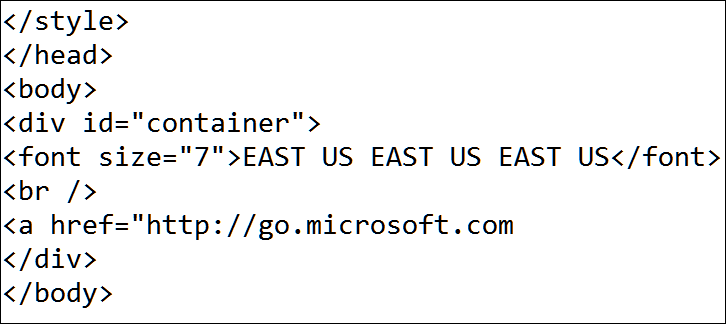 </style>
</head>
<body>
<div id="container">
<font size="7">EAST US EAST US EAST US</font>
<br />
<a href="http://go.microsoft.com
</div>
</body>